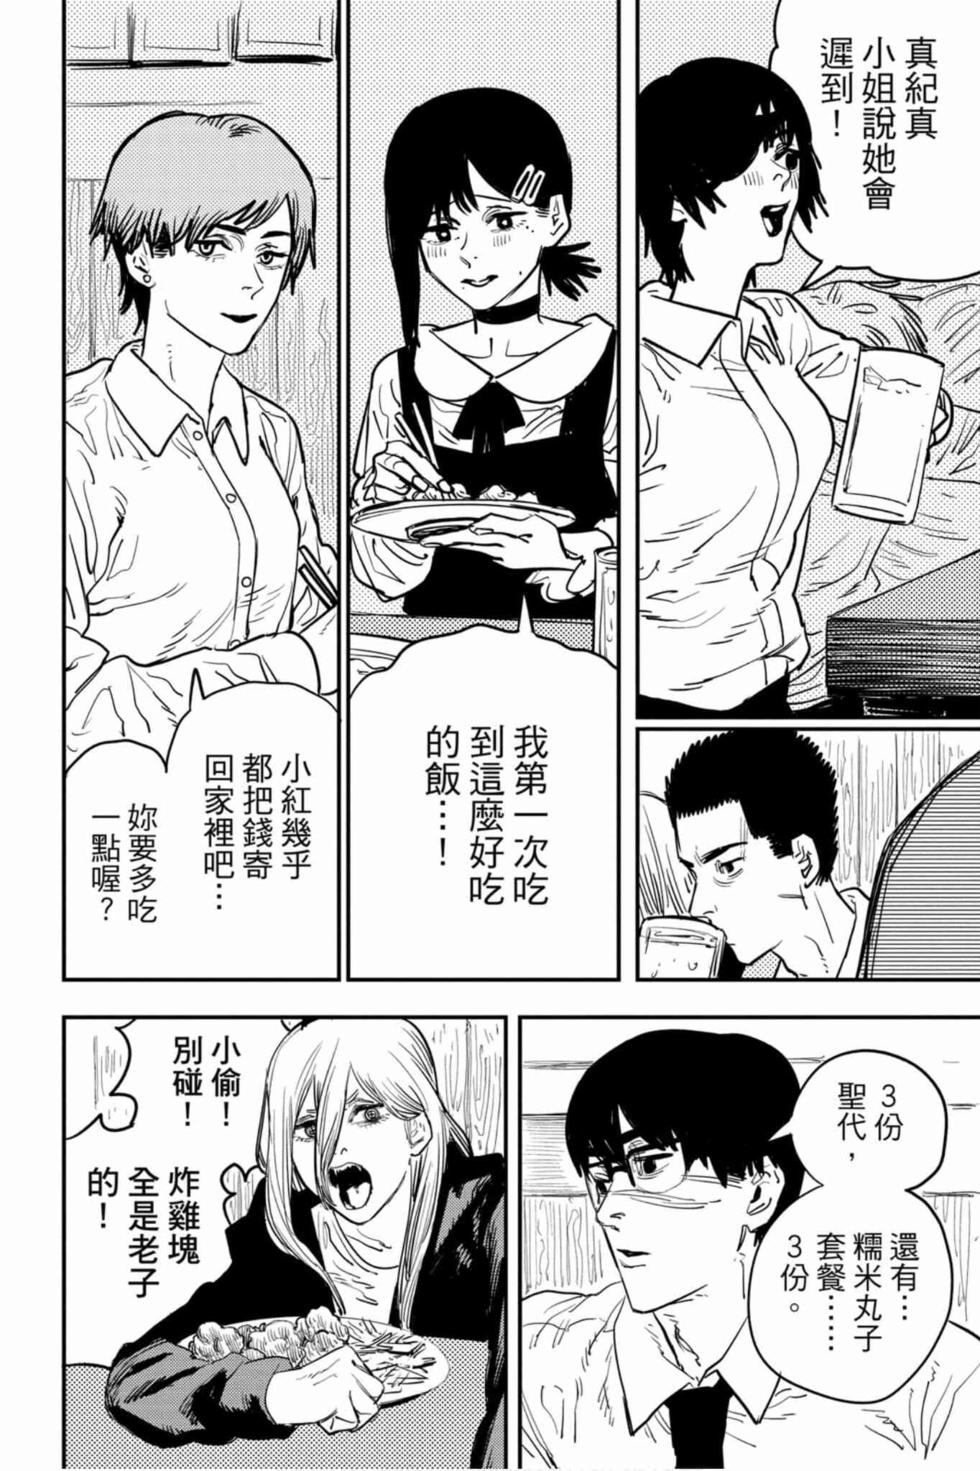 真紀真
小姐說她會
遲到！
我第一次吃
到這麼好吃
的飯…！
小紅幾乎
都把錢寄
回家裡吧…
妳要多吃
一點喔？
3份
聖代，
還有…
糯米丸子
套餐……
3份。
小偷！
別碰！
炸雞塊
全是老子
的！